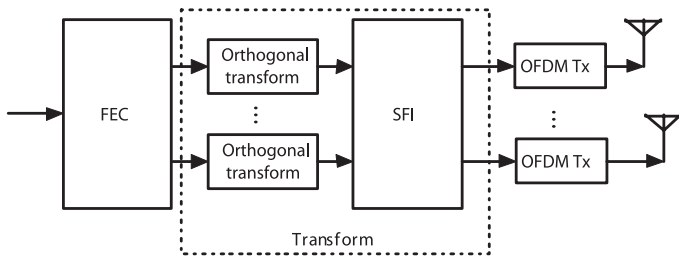 Orthogonal
transform
OFDM Tx
FEC
SFI
Orthogonal
transform
OFDM Tx
Transform